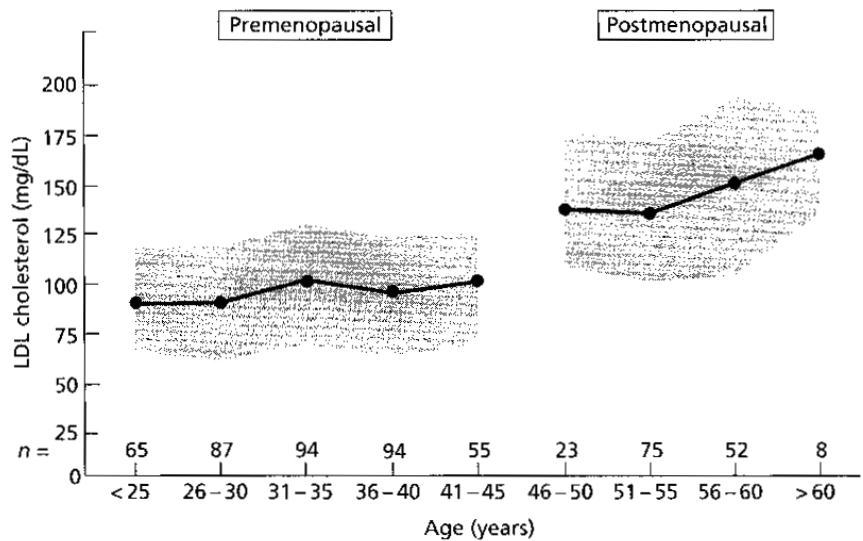 Premenopausal
Postmenopausal
LDL cholesterol (mg/dL)
200
175
150
125
100
75
50
25
0
n = 65 87 94 94 55 23 75 52 8
<25 26–30 31–35 36–40 41–45 46–50 51–55 56–60 >60
Age (years)